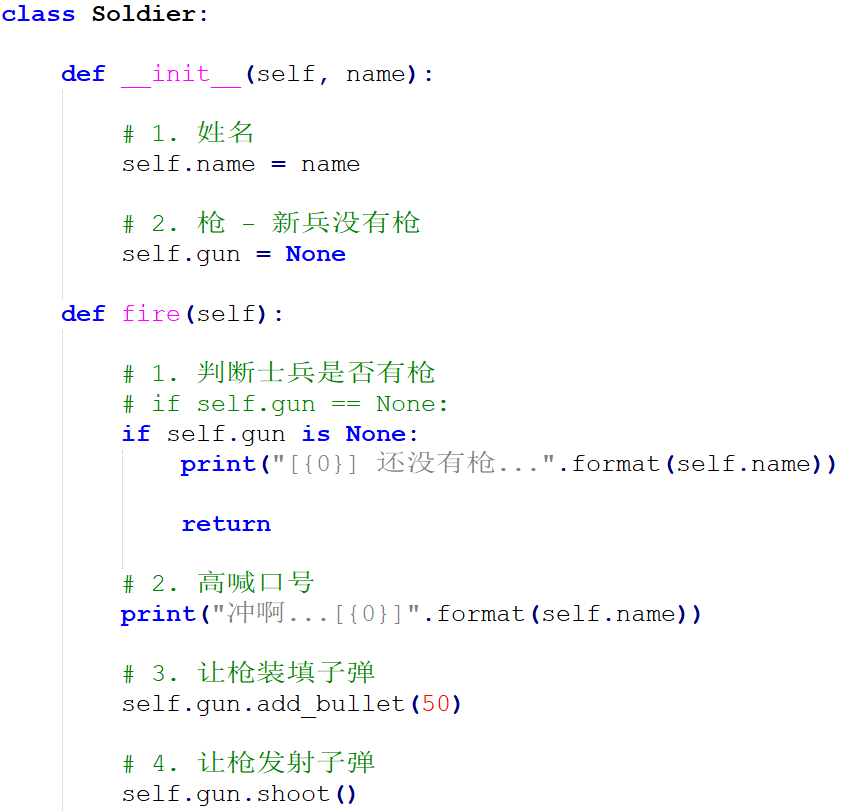 class Soldier:
def __init__(self, name):
# 1. 姓名
self.name = name
# 2. 枪 - 新兵没有枪
self.gun = None
def fire(self):
# 1. 判断士兵是否有枪
# if self.gun == None:
if self.gun is None:
print("[{0}] 还没有枪...".format(self.name))
return
# 2. 高喊口号
print("冲啊...[{0}]".format(self.name))
# 3. 让枪装填子弹
self.gun.add_bullet(50)
# 4. 让枪发射子弹
self.gun.shoot()